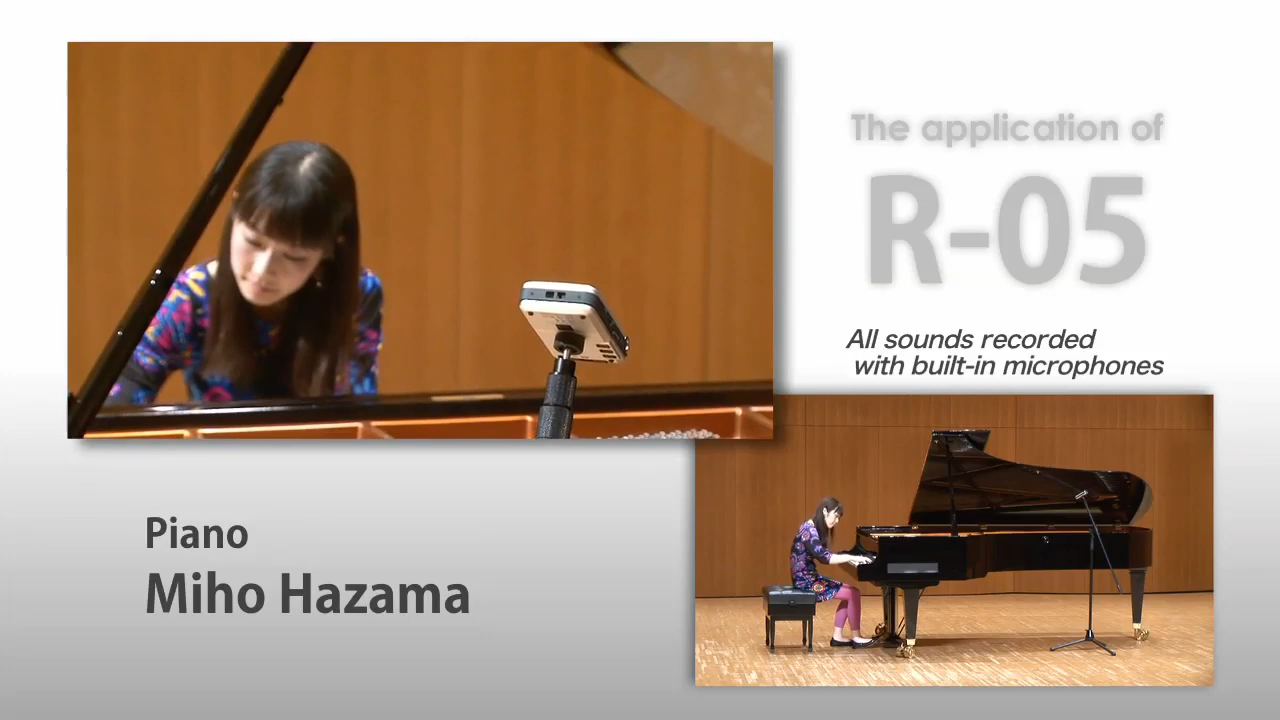 The application of
R-05
All sounds recorded
with built-in microphones
Piano
Miho Hazama